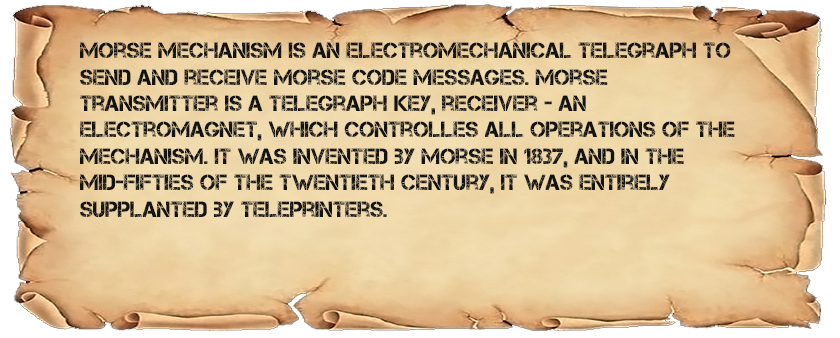 MORSE MECHANISM IS AN ELECTROMECHANICAL TELEGRAPH TO
SEND AND RECEIVE MORSE CODE MESSAGES. MORSE
TRANSMITTER IS A TELEGRAPH KEY, RECEIVER - AN
ELECTROMAGNET, WHICH CONTROLLES ALL OPERATIONS OF THE
MECHANISM. IT WAS INVENTED BY MORSE IN 1837, AND IN THE
MID-FIFTIES OF THE TWENTIETH CENTURY, IT WAS ENTIRELY
SUPPLANTED BY TELEPRINTERS.